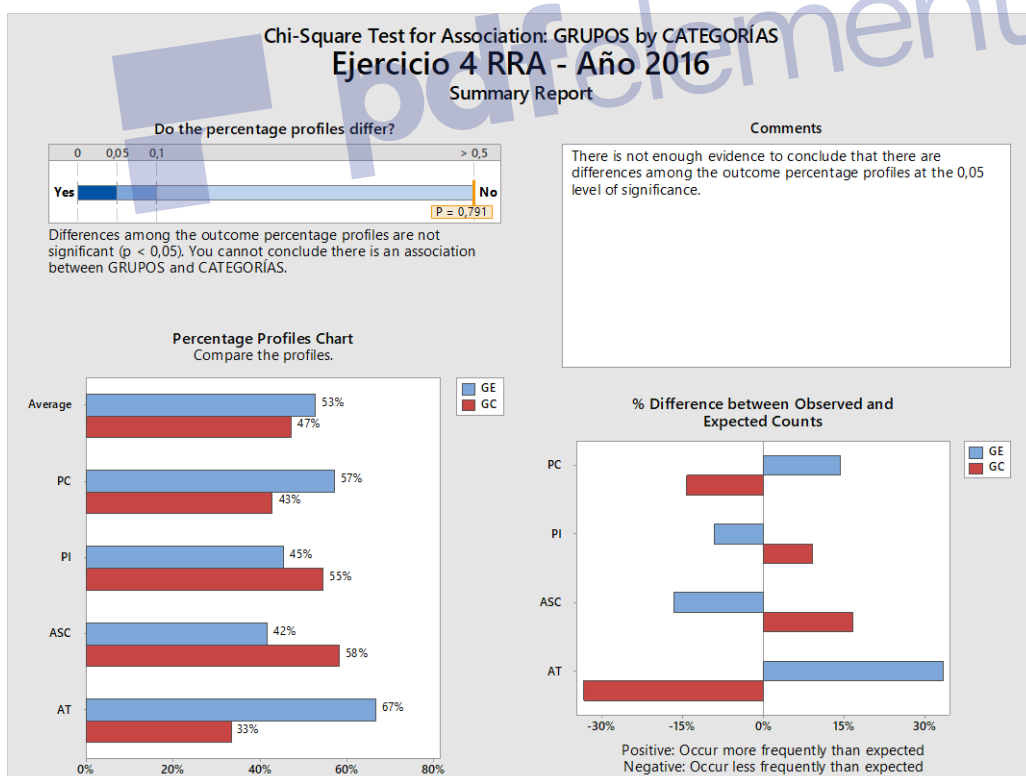 pdfelement
Chi-Square Test for Association: GRUPOS by CATEGORÍAS
Ejercicio 4 RRA - Año 2016
Summary Report
Do the percentage profiles differ?
0 0,05 0,1 > 0,5
Yes No
P = 0,791
Differences among the outcome percentage profiles are not
significant (p < 0,05). You cannot conclude there is an association
between GRUPOS and CATEGORÍAS.
Comments
There is not enough evidence to conclude that there are
differences among the outcome percentage profiles at the 0,05
level of significance.
Percentage Profiles Chart
Compare the profiles.
GE
GC
Average
53%
47%
PC
57%
43%
PI
45%
55%
ASC
42%
58%
AT
67%
33%
0% 20% 40% 60% 80%
% Difference between Observed and
Expected Counts
GE
GC
PC
PI
ASC
AT
-30% -15% 0% 15% 30%
Positive: Occur more frequently than expected
Negative: Occur less frequently than expected